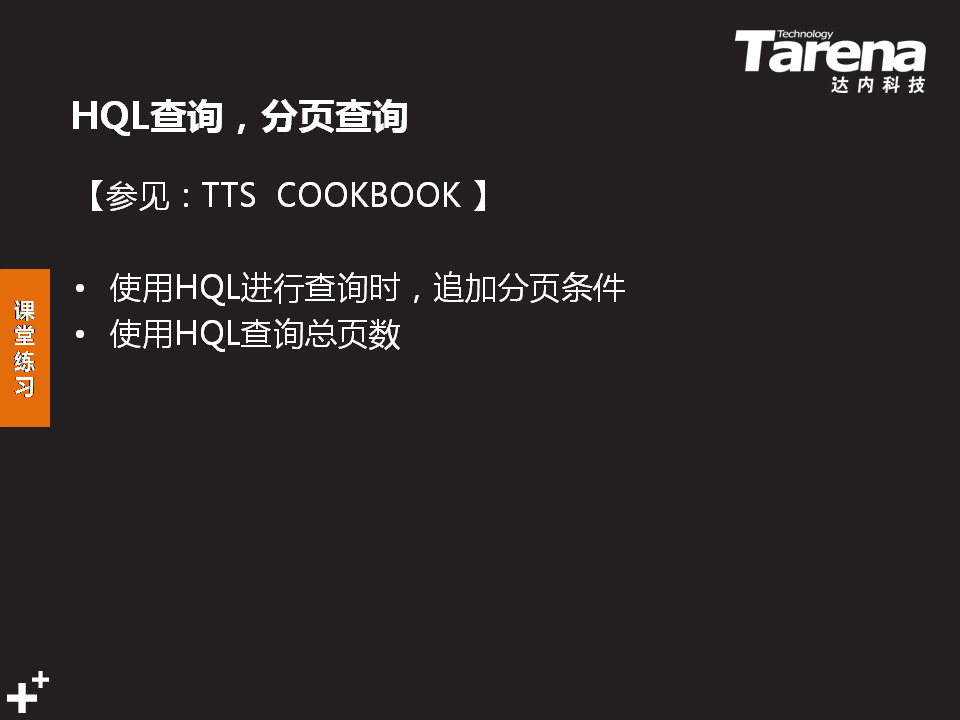 Technology
Tarena
达内科技
HQL查询，分页查询
【参见：TTS COOKBOOK 】
• 使用HQL进行查询时，追加分页条件
• 使用HQL查询总页数
课
堂
练
习